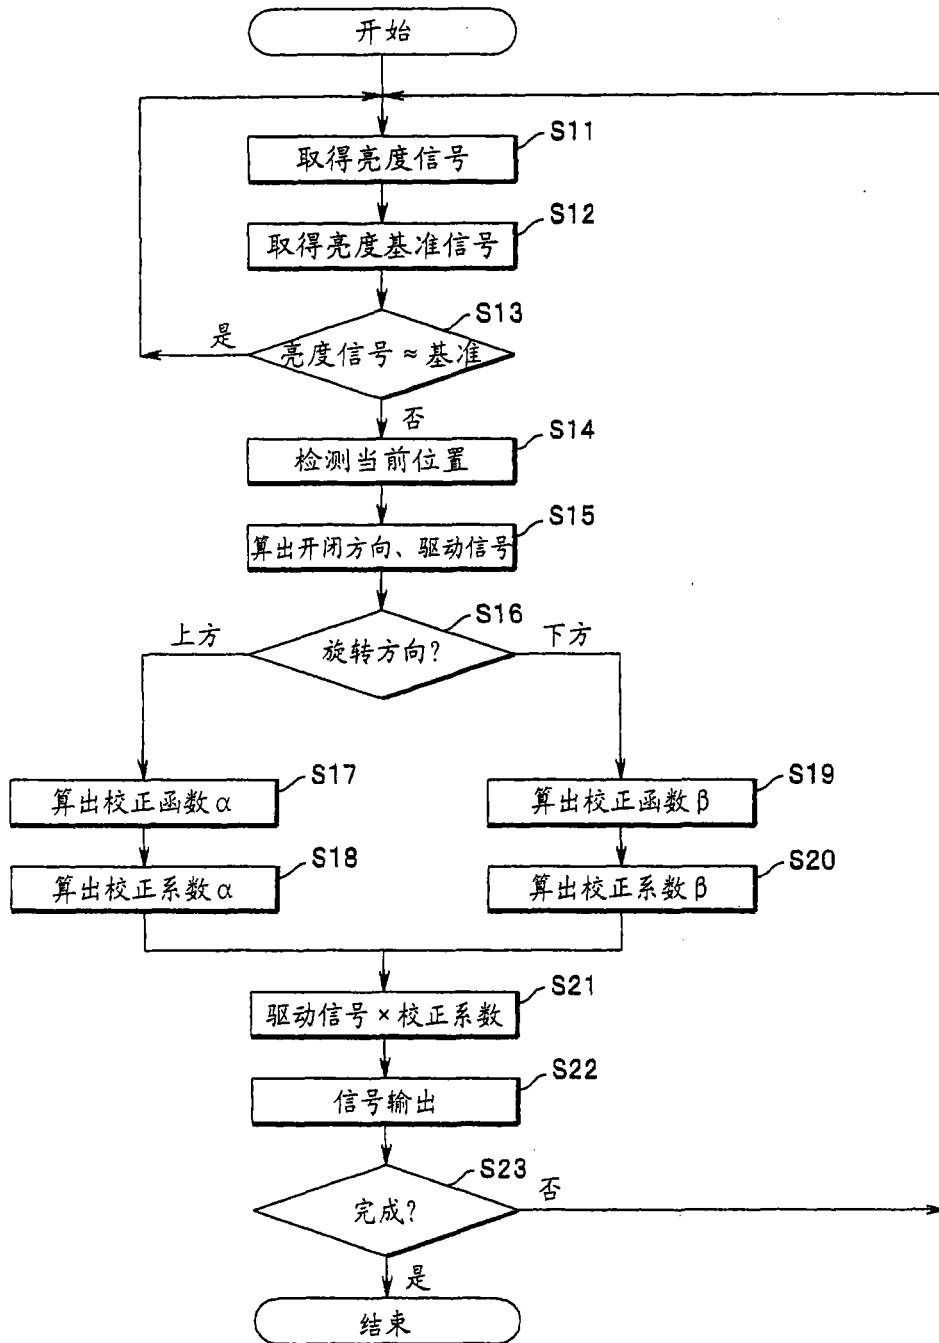 开始
S11
取得亮度信号
S12
取得亮度基准信号
S13
亮度信号≈基准
是
否
S14
检测当前位置
S15
算出开闭方向、驱动信号
S16
旋转方向?
上方
下方
S17
算出校正函数α
S19
算出校正函数β
S18
算出校正系数α
S20
算出校正系数β
S21
驱动信号×校正系数
S22
信号输出
S23
完成?
否
是
结束